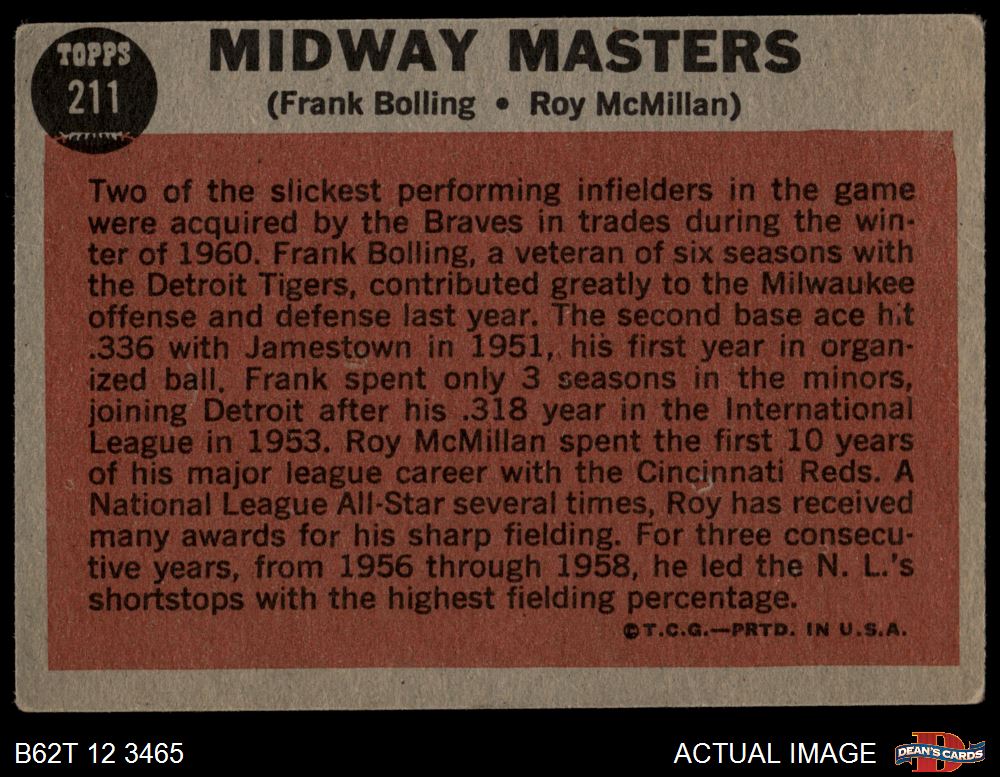 TOPPS
211
MIDWAY MASTERS
(Frank Bolling • Roy McMillan)
Two of the slickest performing infielders in the game
were acquired by the Braves in trades during the win-
ter of 1960. Frank Bolling, a veteran of six seasons with
the Detroit Tigers, contributed greatly to the Milwaukee
offense and defense last year. The second base ace hit
.336 with Jamestown in 1951, his first year in organ-
ized ball. Frank spent only 3 seasons in the minors,
joining Detroit after his .318 year in the International
League in 1953. Roy McMillan spent the first 10 years
of his major league career with the Cincinnati Reds. A
National League All-Star several times, Roy has received
many awards for his sharp fielding. For three consecu-
tive years, from 1956 through 1958, he led the N. L.'s
shortstops with the highest fielding percentage.
©T.C.G.—PRTD. IN U.S.A.
B62T 12 3465
ACTUAL IMAGE
D
DEAN'S CARDS